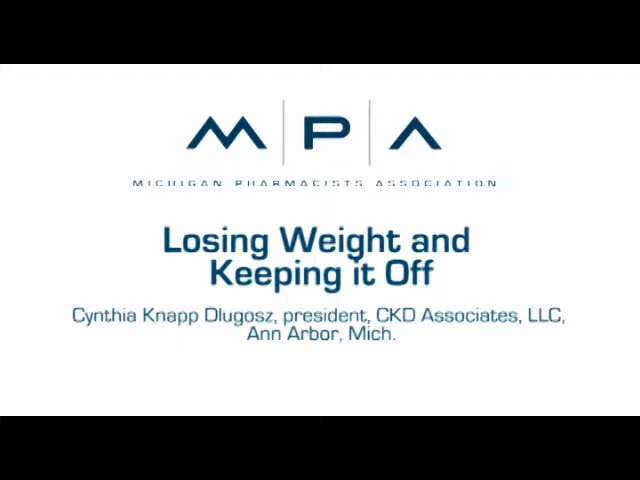 MPA
MICHIGAN PHARMACISTS ASSOCIATION
Losing Weight and
Keeping it Off
Cynthia Knapp Dlugosz, president, CKD Associates, LLC,
Ann Arbor, Mich.